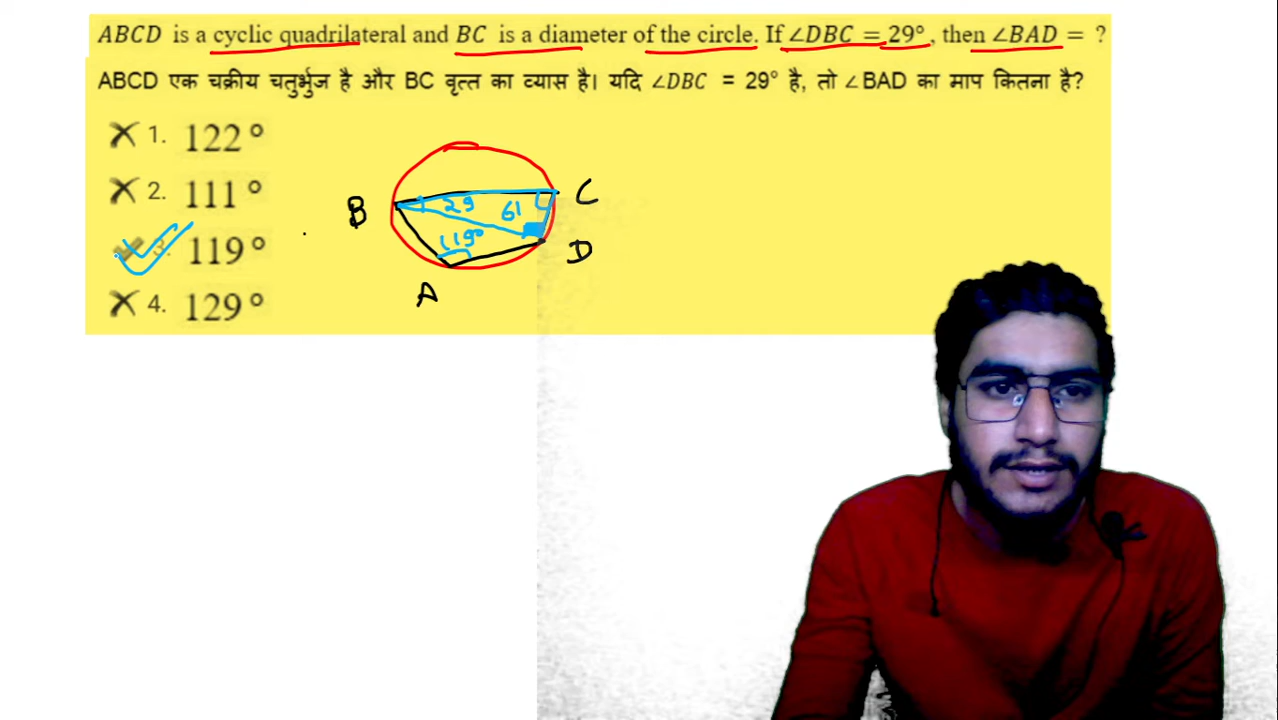 ABCD is a cyclic quadrilateral and BC is a diameter of the circle. If ∠DBC = 29°, then ∠BAD = ?
ABCD एक चक्रीय चतुर्भुज है और BC वृत्त का व्यास है। यदि ∠DBC = 29° है, तो ∠BAD का माप कितना है?
1. 122°
2. 111°
3. 119°
4. 129°
B
29
61
C
119°
D
A